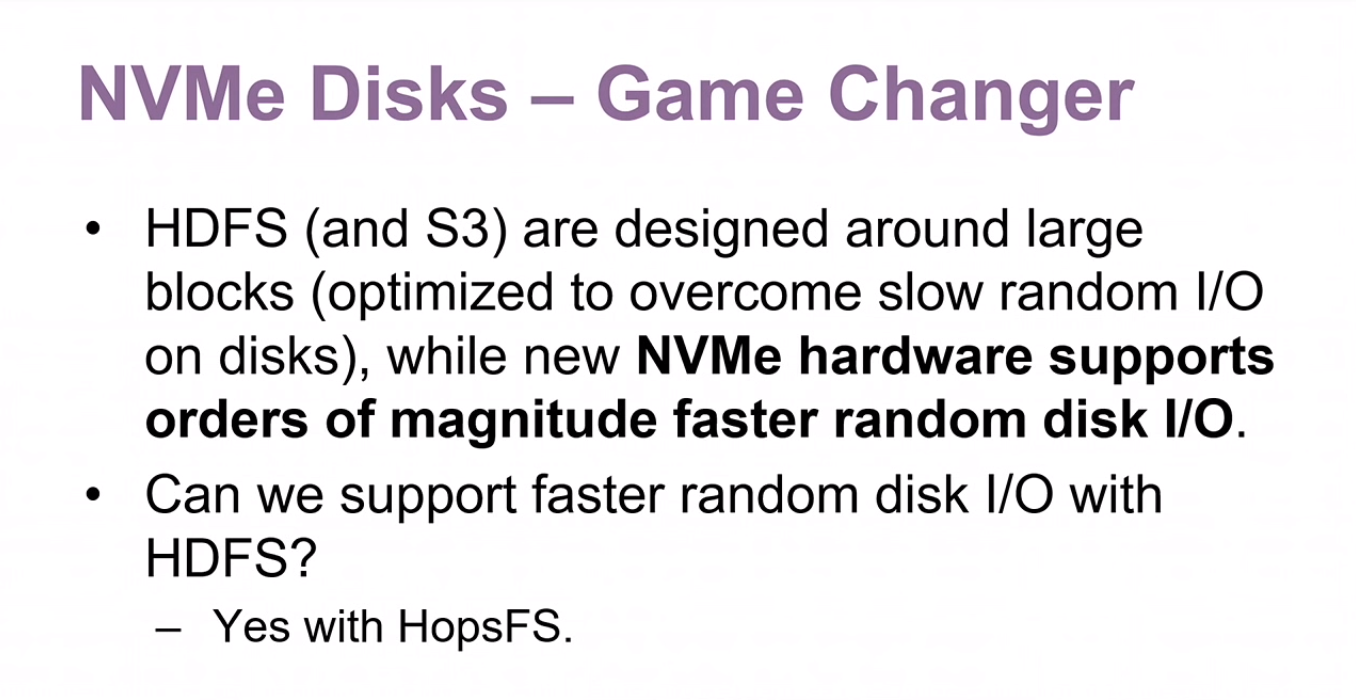 NVMe Disks – Game Changer
• HDFS (and S3) are designed around large
blocks (optimized to overcome slow random I/O
on disks), while new NVMe hardware supports
orders of magnitude faster random disk I/O.
• Can we support faster random disk I/O with
HDFS?
– Yes with HopsFS.